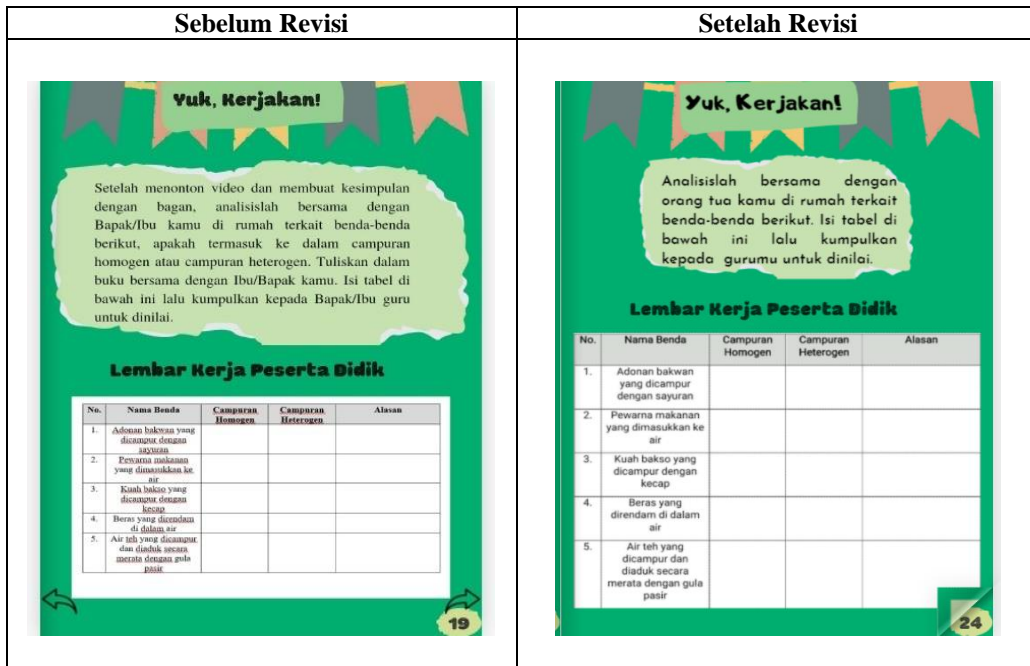 Sebelum Revisi
Yuk, Kerjakan!
Setelah menonton video dan membuat kesimpulan
dengan bagan, analisislah bersama dengan
Bapak/Ibu kamu di rumah terkait benda-benda
berikut, apakah termasuk ke dalam campuran
homogen atau campuran heterogen. Tuliskan dalam
buku bersama dengan Ibu/Bapak kamu. Isi tabel di
bawah ini lalu kumpulkan kepada Bapak/Ibu guru
untuk dinilai.
Lembar Kerja Peserta Didik
No. Nama Benda Campuran Homogen Campuran Heterogen Alasan
1. Adonan bakwan yang
dicampur dengan
sayuran
2. Pewarna makanan
yang dimasukkan ke
air
3. Kuah bakso yang
dicampur dengan
kecap
4. Beras yang direndam
di dalam air
5. Air teh yang dicampur
dan diaduk secara
merata dengan gula
pasir
19
Setelah Revisi
Yuk, Kerjakan!
Analisislah bersama dengan
orang tua kamu di rumah terkait
benda-benda berikut. Isi tabel di
bawah ini lalu kumpulkan
kepada gurumu untuk dinilai.
Lembar Kerja Peserta Didik
No. Nama Benda Campuran Homogen Campuran Heterogen Alasan
1. Adonan bakwan
yang dicampur
dengan sayuran
2. Pewarna makanan
yang dimasukkan ke
air
3. Kuah bakso yang
dicampur dengan
kecap
4. Beras yang
direndam di dalam
air
5. Air teh yang
dicampur dan
diaduk secara
merata dengan gula
pasir
24